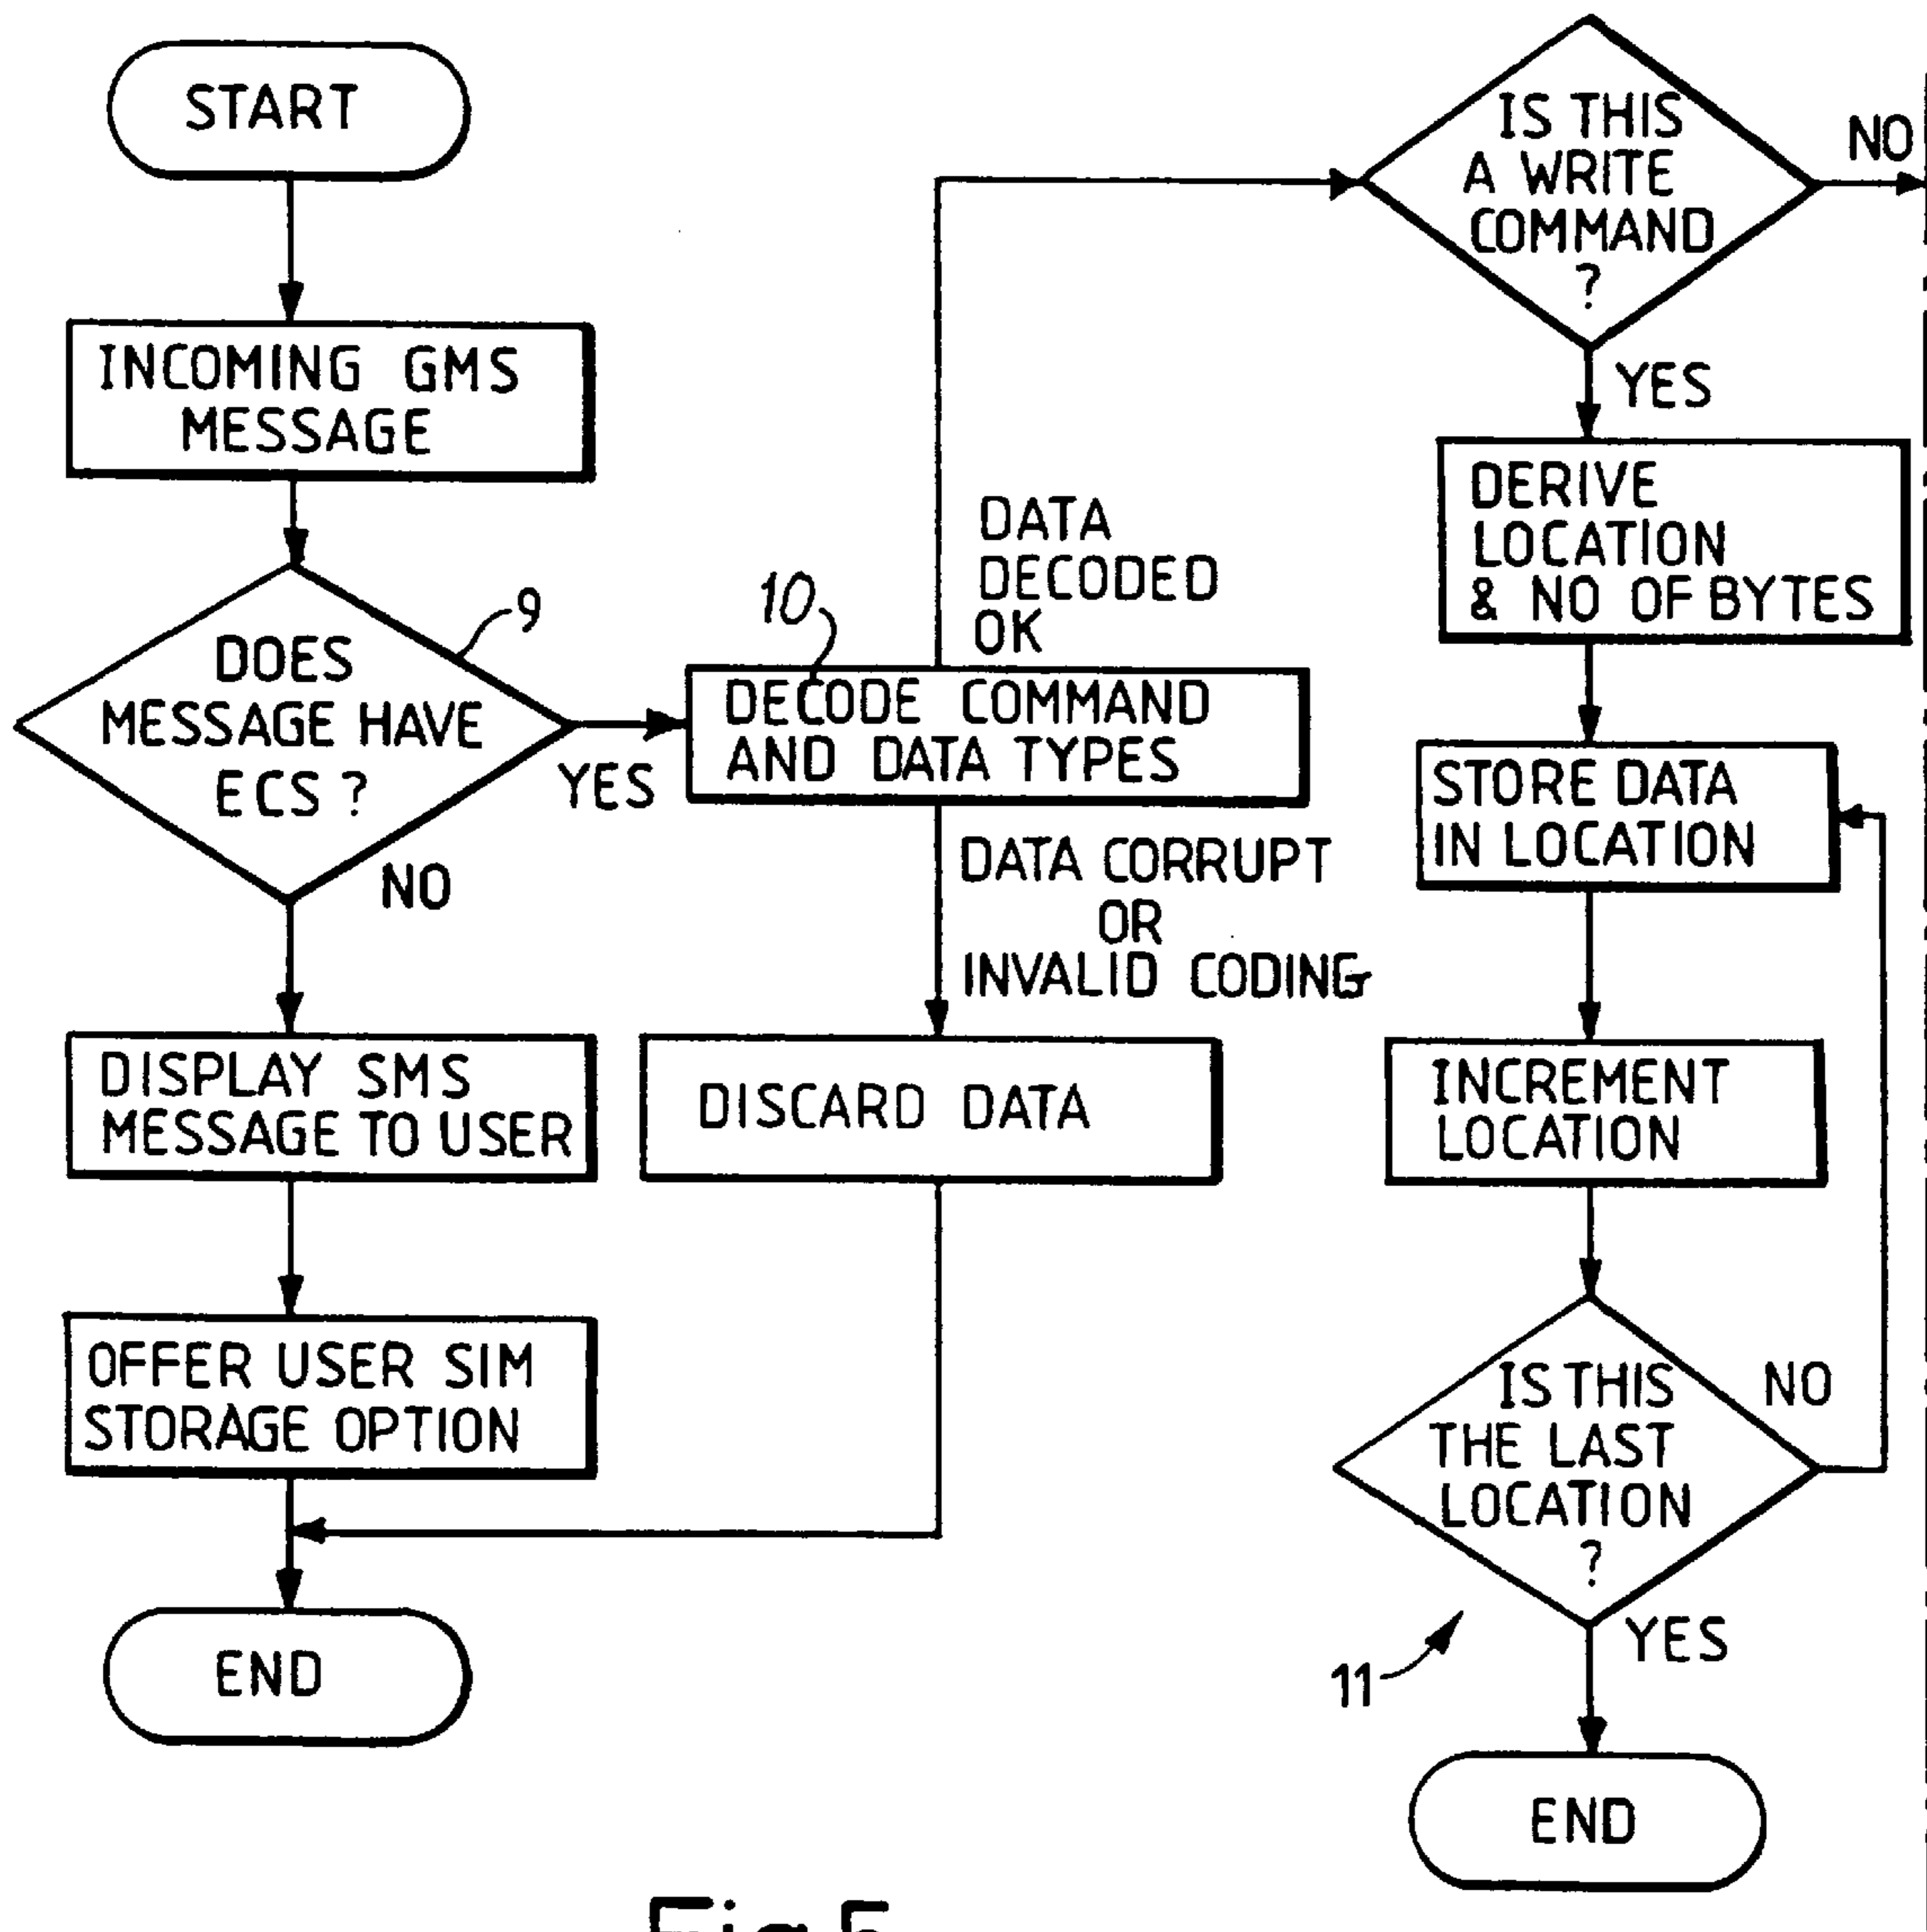 START
INCOMING GMS
MESSAGE
9
DOES
MESSAGE HAVE
ECS ?
YES
NO
DISPLAY SMS
MESSAGE TO USER
OFFER USER SIM
STORAGE OPTION
END
10
DATA
DECODED
OK
DECODE COMMAND
AND DATA TYPES
DATA CORRUPT
OR
INVALID CODING
DISCARD DATA
IS THIS
A WRITE
COMMAND
?
NO
YES
DERIVE
LOCATION
& NO OF BYTES
STORE DATA
IN LOCATION
INCREMENT
LOCATION
IS THIS
THE LAST
LOCATION
?
NO
YES
11
END
Fig.5